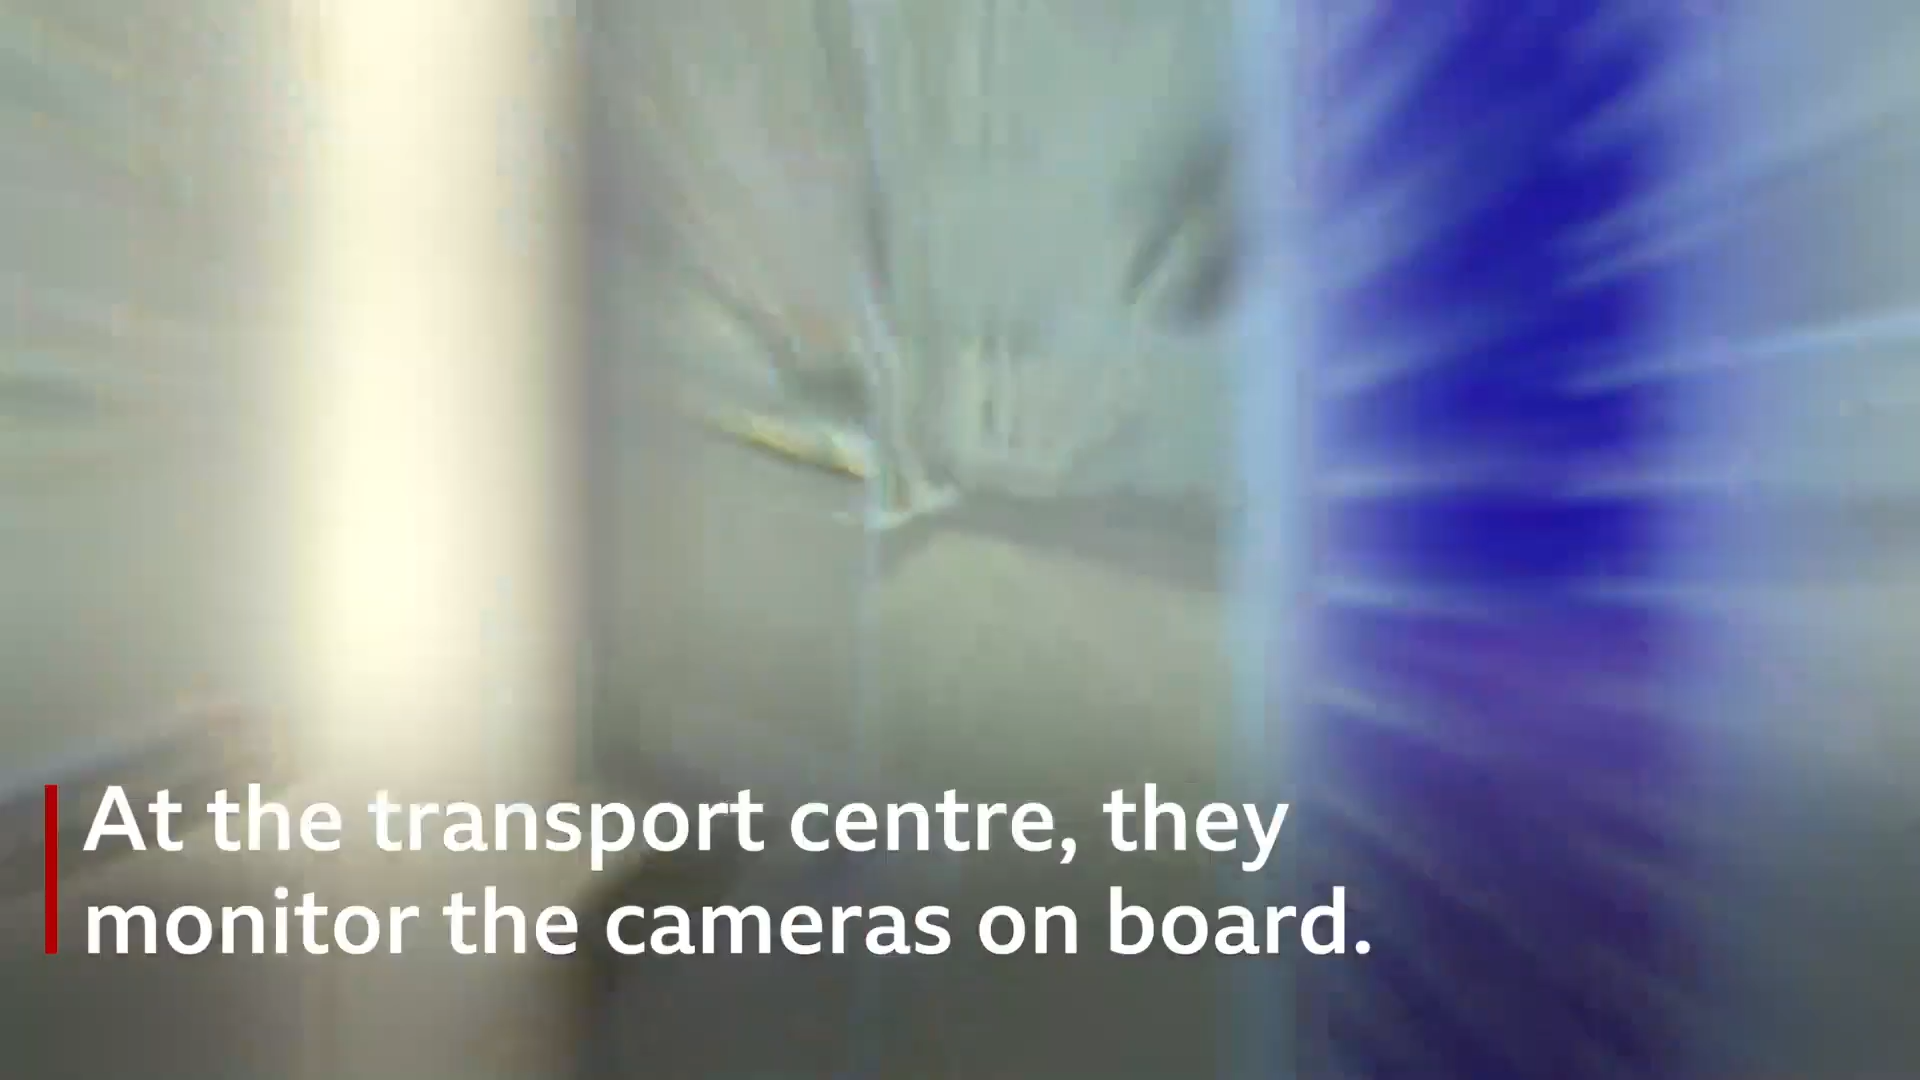 At the transport centre, they
monitor the cameras on board.